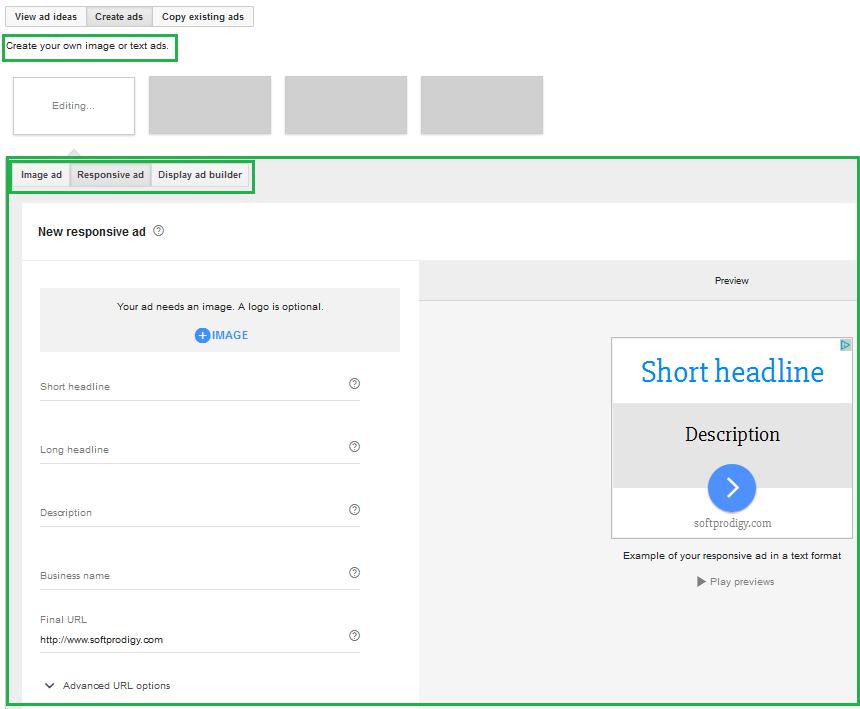 View ad ideas Create ads Copy existing ads
Create your own image or text ads.
Editing...
Image ad Responsive ad Display ad builder
New responsive ad ?
Preview
Your ad needs an image. A logo is optional.
+ IMAGE
Short headline ?
Long headline ?
Description ?
Business name ?
Final URL
http://www.softprodigy.com ?
Advanced URL options
Short headline
Description
softprodigy.com
Example of your responsive ad in a text format
Play previews